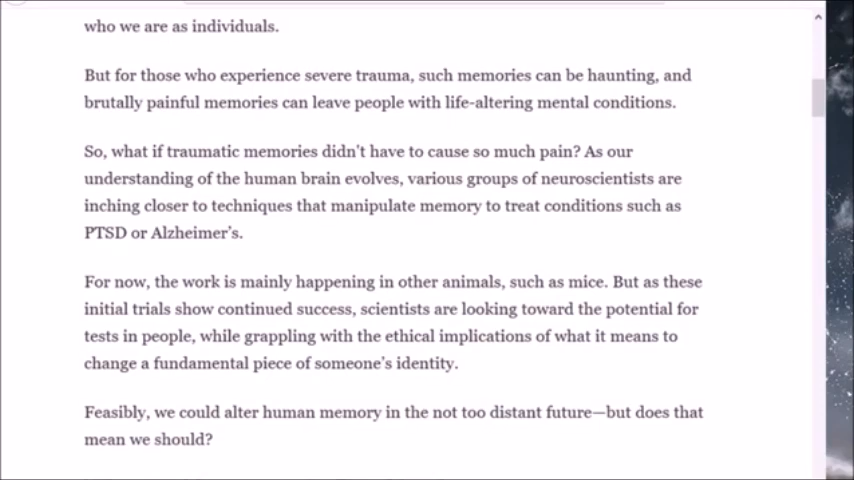 who we are as individuals.
But for those who experience severe trauma, such memories can be haunting, and
brutally painful memories can leave people with life-altering mental conditions.
So, what if traumatic memories didn't have to cause so much pain? As our
understanding of the human brain evolves, various groups of neuroscientists are
inching closer to techniques that manipulate memory to treat conditions such as
PTSD or Alzheimer's.
For now, the work is mainly happening in other animals, such as mice. But as these
initial trials show continued success, scientists are looking toward the potential for
tests in people, while grappling with the ethical implications of what it means to
change a fundamental piece of someone's identity.
Feasibly, we could alter human memory in the not too distant future—but does that
mean we should?